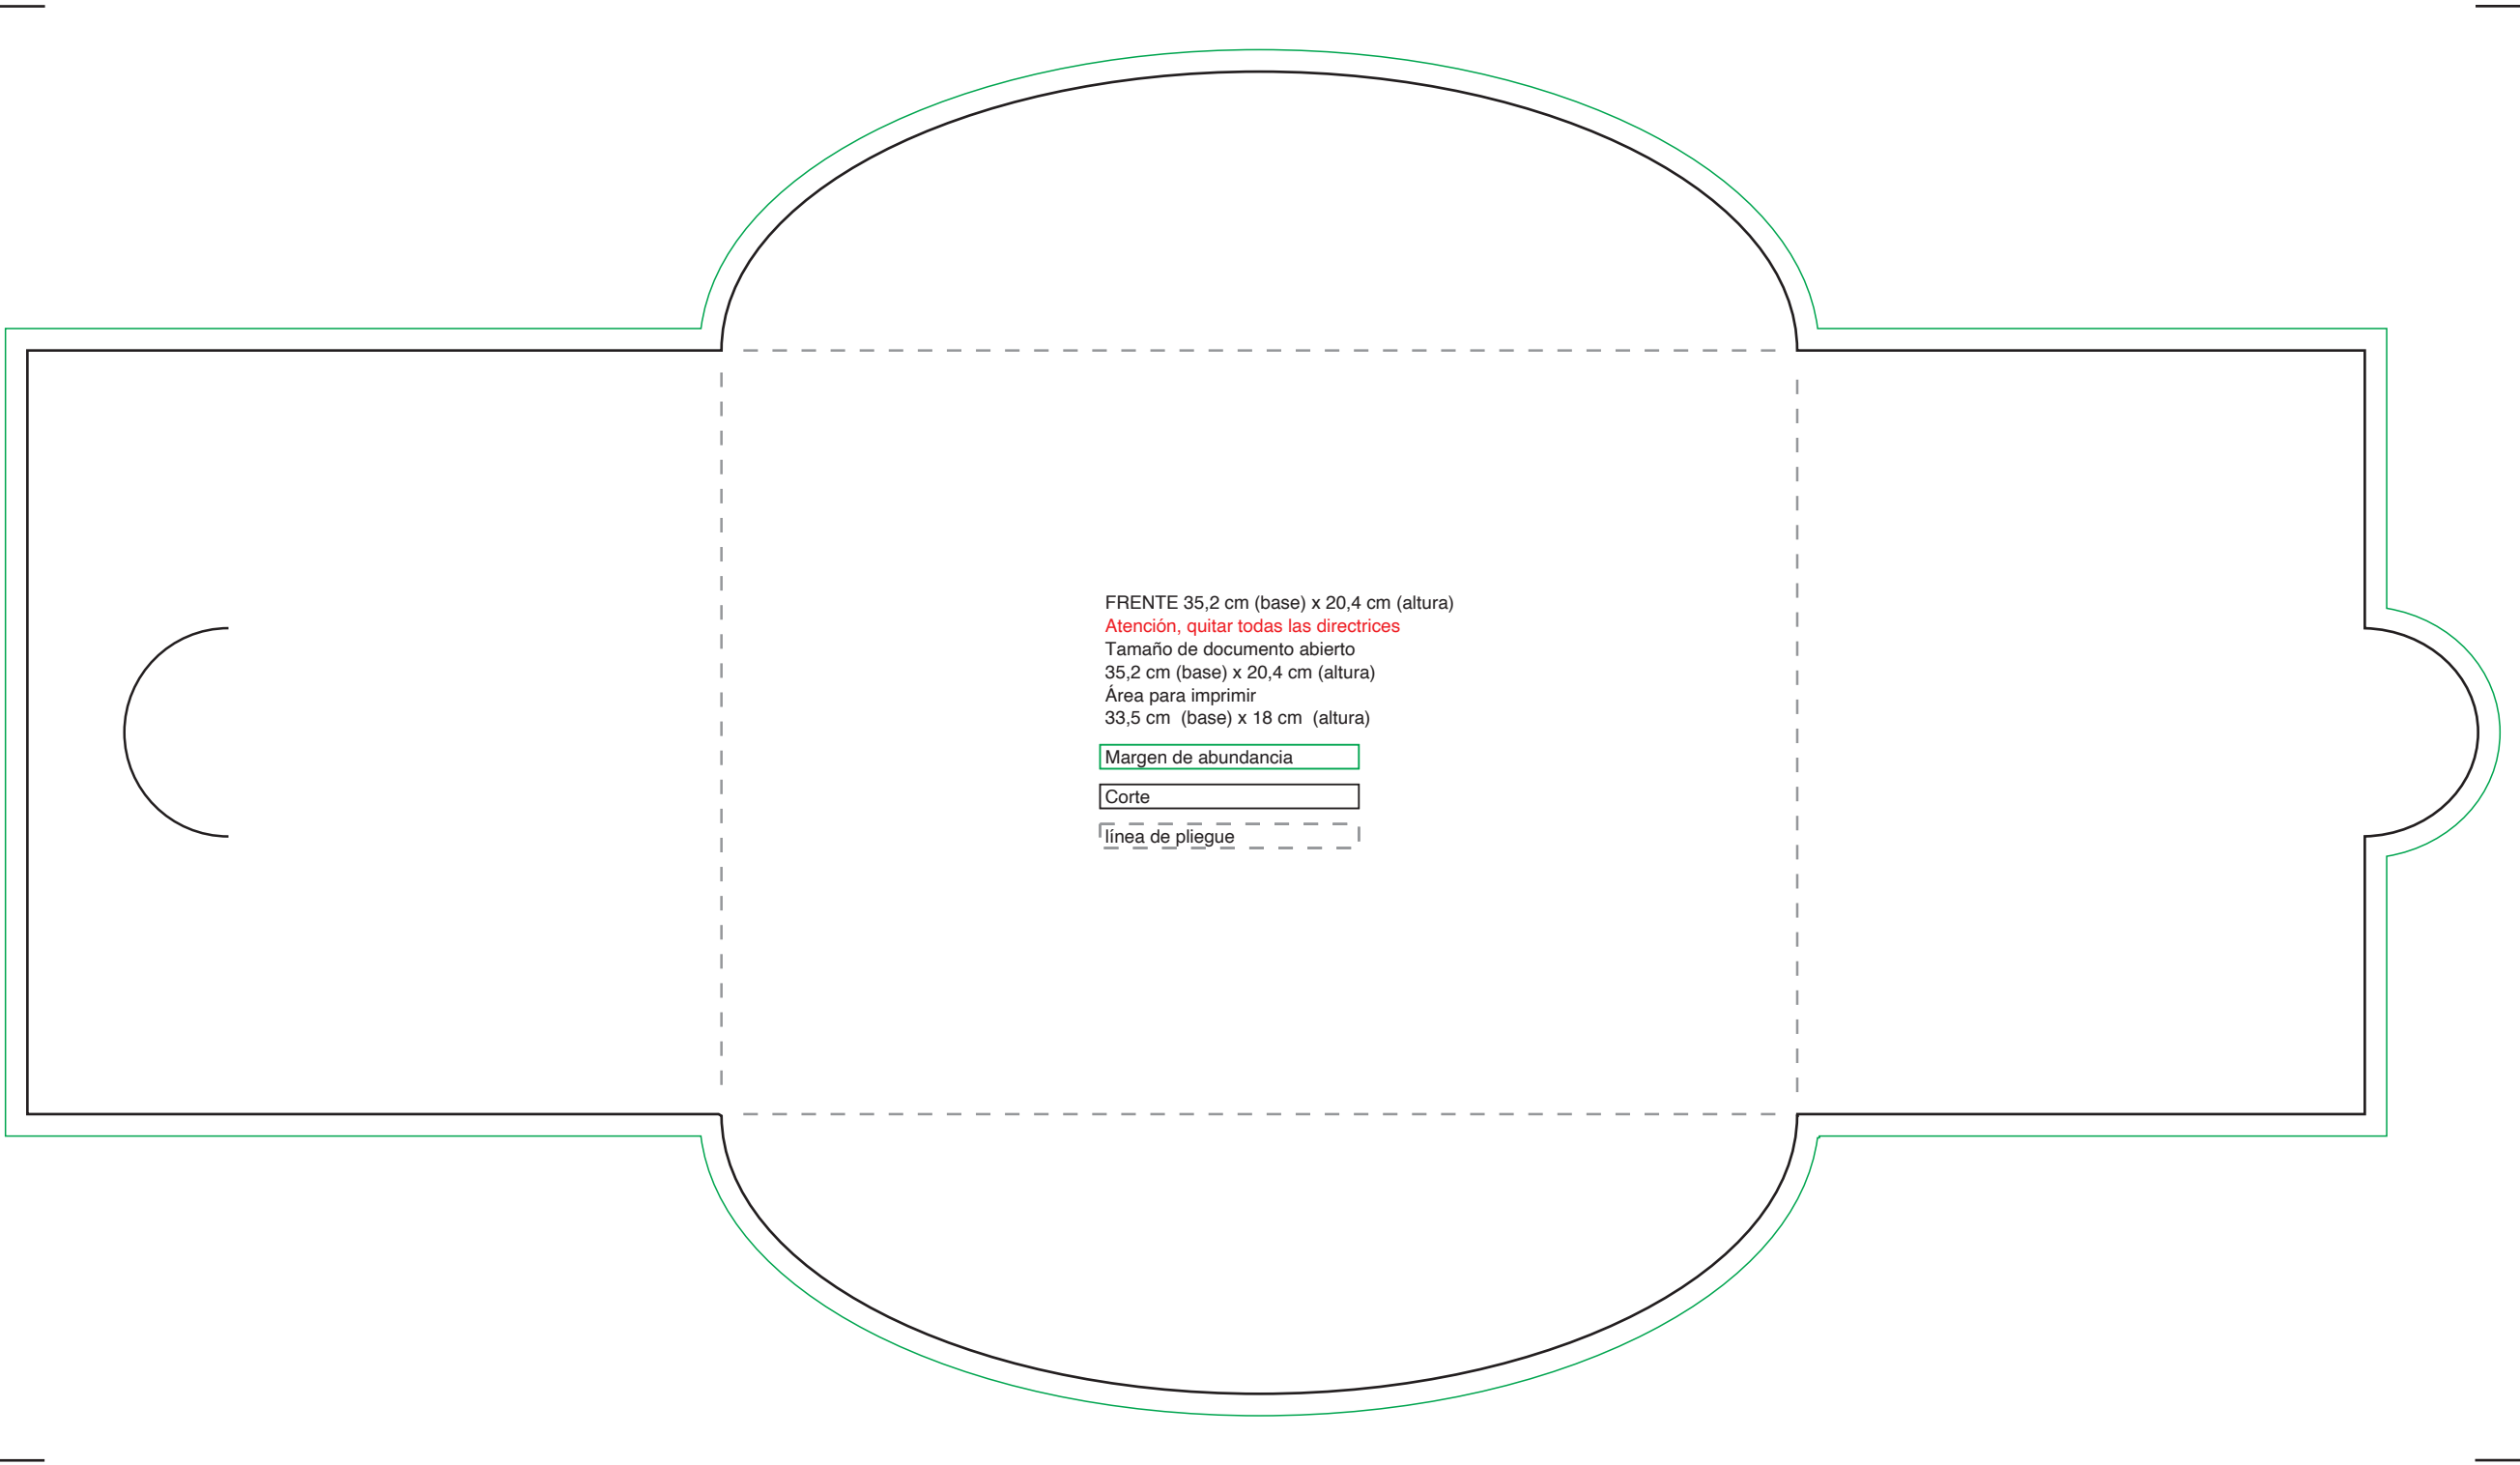 FRENTE 35,2 cm (base) x 20,4 cm (altura)
Atención, quitar todas las directrices
Tamaño de documento abierto
35,2 cm (base) x 20,4 cm (altura)
Área para imprimir
33,5 cm  (base) x 18 cm  (altura)
Margen de abundancia
Corte
línea de pliegue